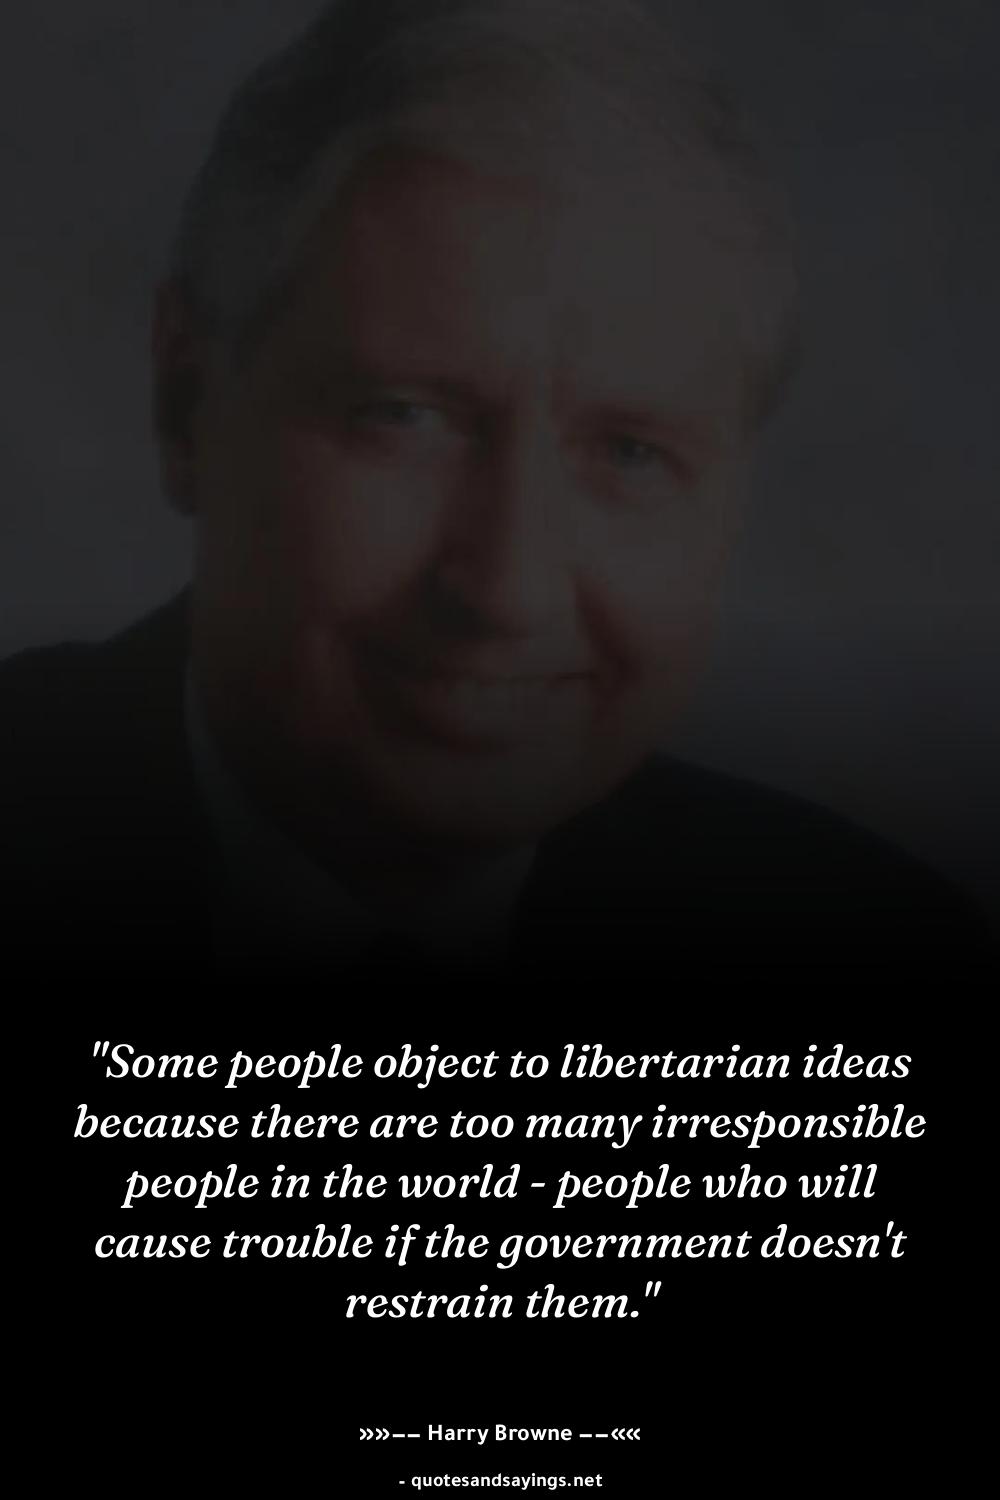 "Some people object to libertarian ideas
because there are too many irresponsible
people in the world - people who will
cause trouble if the government doesn't
restrain them."
»»-- Harry Browne --««
- quotesandsayings.net